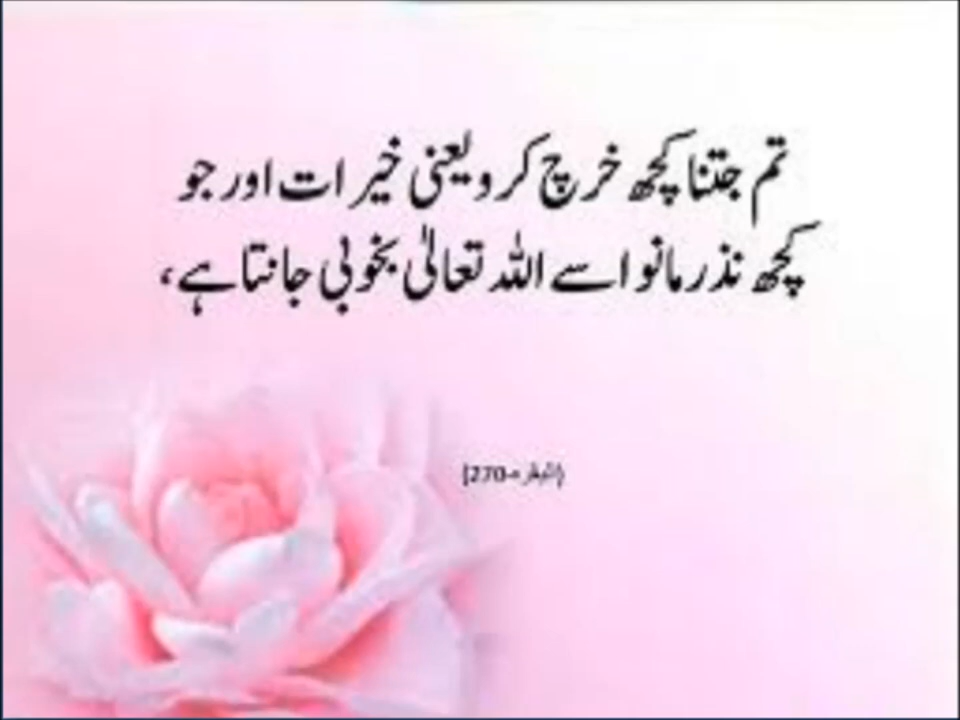 تم جتنا کچھ خرچ کرو یعنی خیرات اور جو
کچھ نذر مانو اسے اللہ تعالیٰ بخوبی جانتا ہے،
(البقرہ-270)